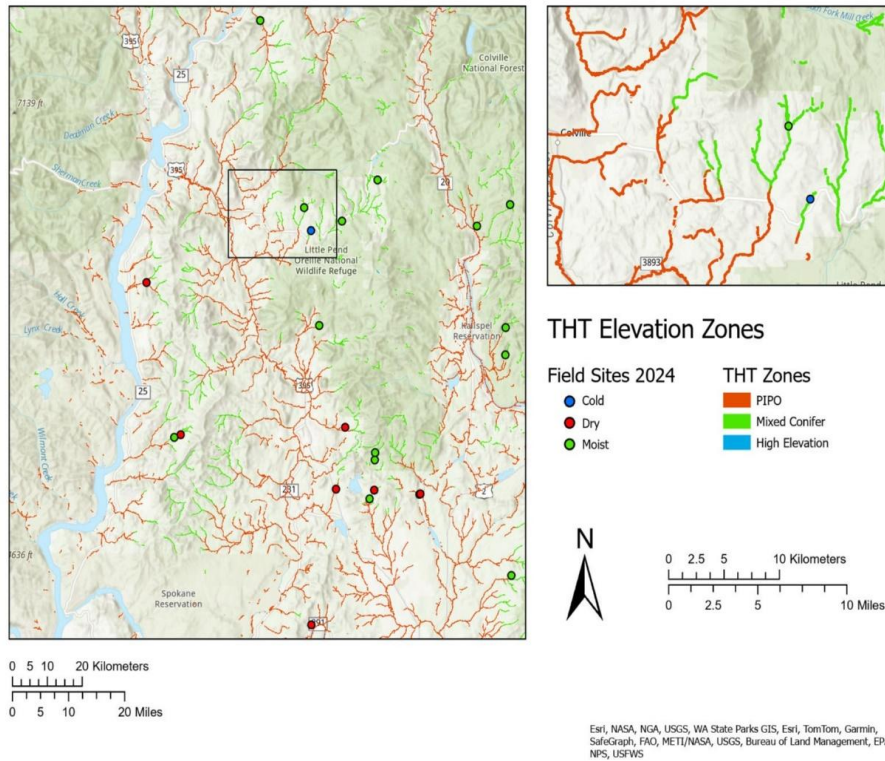 395
25
Colville
National Forest
7139 ft
Deadman Creek
Sherman Creek
395
20
Little Pend
Oreille National
Wildlife Refuge
Hall Creek
Lynx Creek
Kalispel
Reservation
25
395
Wilmont Creek
231
2
Spokane
Reservation
0 5 10 20 Kilometers
0 5 10 20 Miles
Fork Mill Creek
Colville
3893
Little Pend
THT Elevation Zones
Field Sites 2024
Cold
Dry
Moist
THT Zones
PIPO
Mixed Conifer
High Elevation
N
0 2.5 5 10 Kilometers
0 2.5 5 10 Miles
Esri, NASA, NGA, USGS, WA State Parks GIS, Esri, TomTom, Garmin,
SafeGraph, FAO, METI/NASA, USGS, Bureau of Land Management,
NPS, USFWS